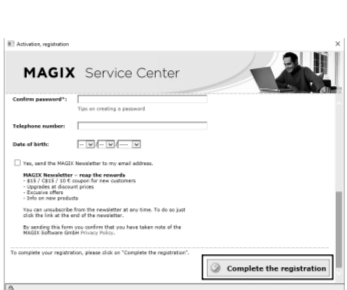 Activation, registration
MAGIX Service Center
Confirm password*:
Tips on creating a password
Telephone number:
Date of birth: -- / -- / ----
Yes, send the MAGIX Newsletter to my email address.
MAGIX Newsletter – reap the rewards
- $15 / C$15 / 10 € coupon for new customers
- Upgrades at discount prices
- Exclusive offers
- Info on new products
You can unsubscribe from the newsletter at any time. To do so just
click the link at the end of the newsletter.
By sending this form you confirm that you have taken note of the
MAGIX Software GmbH Privacy Policy.
To complete your registration, please click on "Complete the registration".
Complete the registration